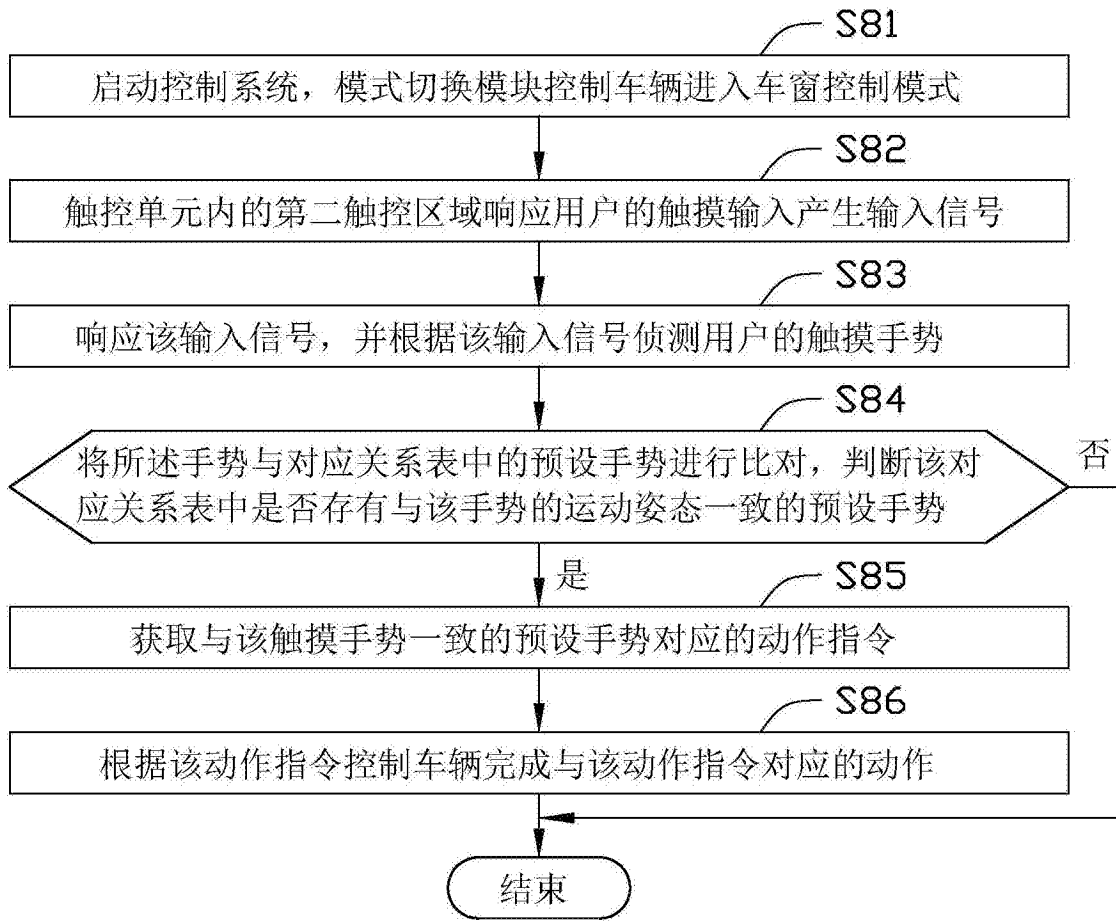 S81
启动控制系统，模式切换模块控制车辆进入车窗控制模式
S82
触控单元内的第二触控区域响应用户的触摸输入产生输入信号
S83
响应该输入信号，并根据该输入信号侦测用户的触摸手势
S84
将所述手势与对应关系表中的预设手势进行比对，判断该对
应关系表中是否存有与该手势的运动姿态一致的预设手势
否
是
S85
获取与该触摸手势一致的预设手势对应的动作指令
S86
根据该动作指令控制车辆完成与该动作指令对应的动作
结束